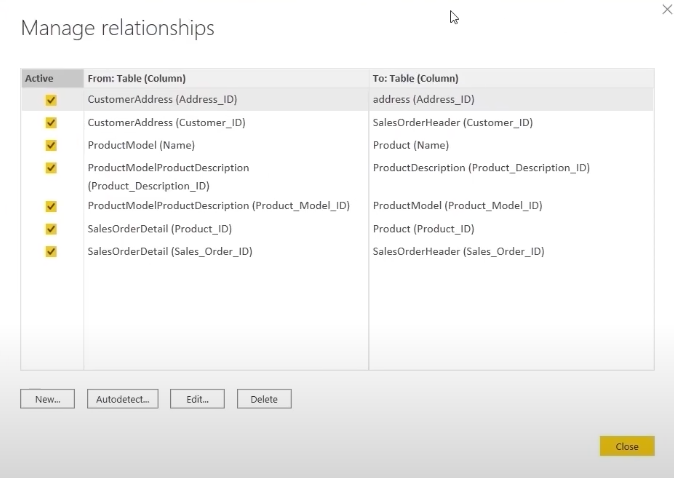 Manage relationships
Active From: Table (Column) To: Table (Column)
CustomerAddress (Address_ID) address (Address_ID)
CustomerAddress (Customer_ID) SalesOrderHeader (Customer_ID)
ProductModel (Name) Product (Name)
ProductModelProductDescription ProductDescription (Product_Description_ID)
(Product_Description_ID)
ProductModelProductDescription (Product_Model_ID) ProductModel (Product_Model_ID)
SalesOrderDetail (Product_ID) Product (Product_ID)
SalesOrderDetail (Sales_Order_ID) SalesOrderHeader (Sales_Order_ID)
New... Autodetect... Edit... Delete
Close